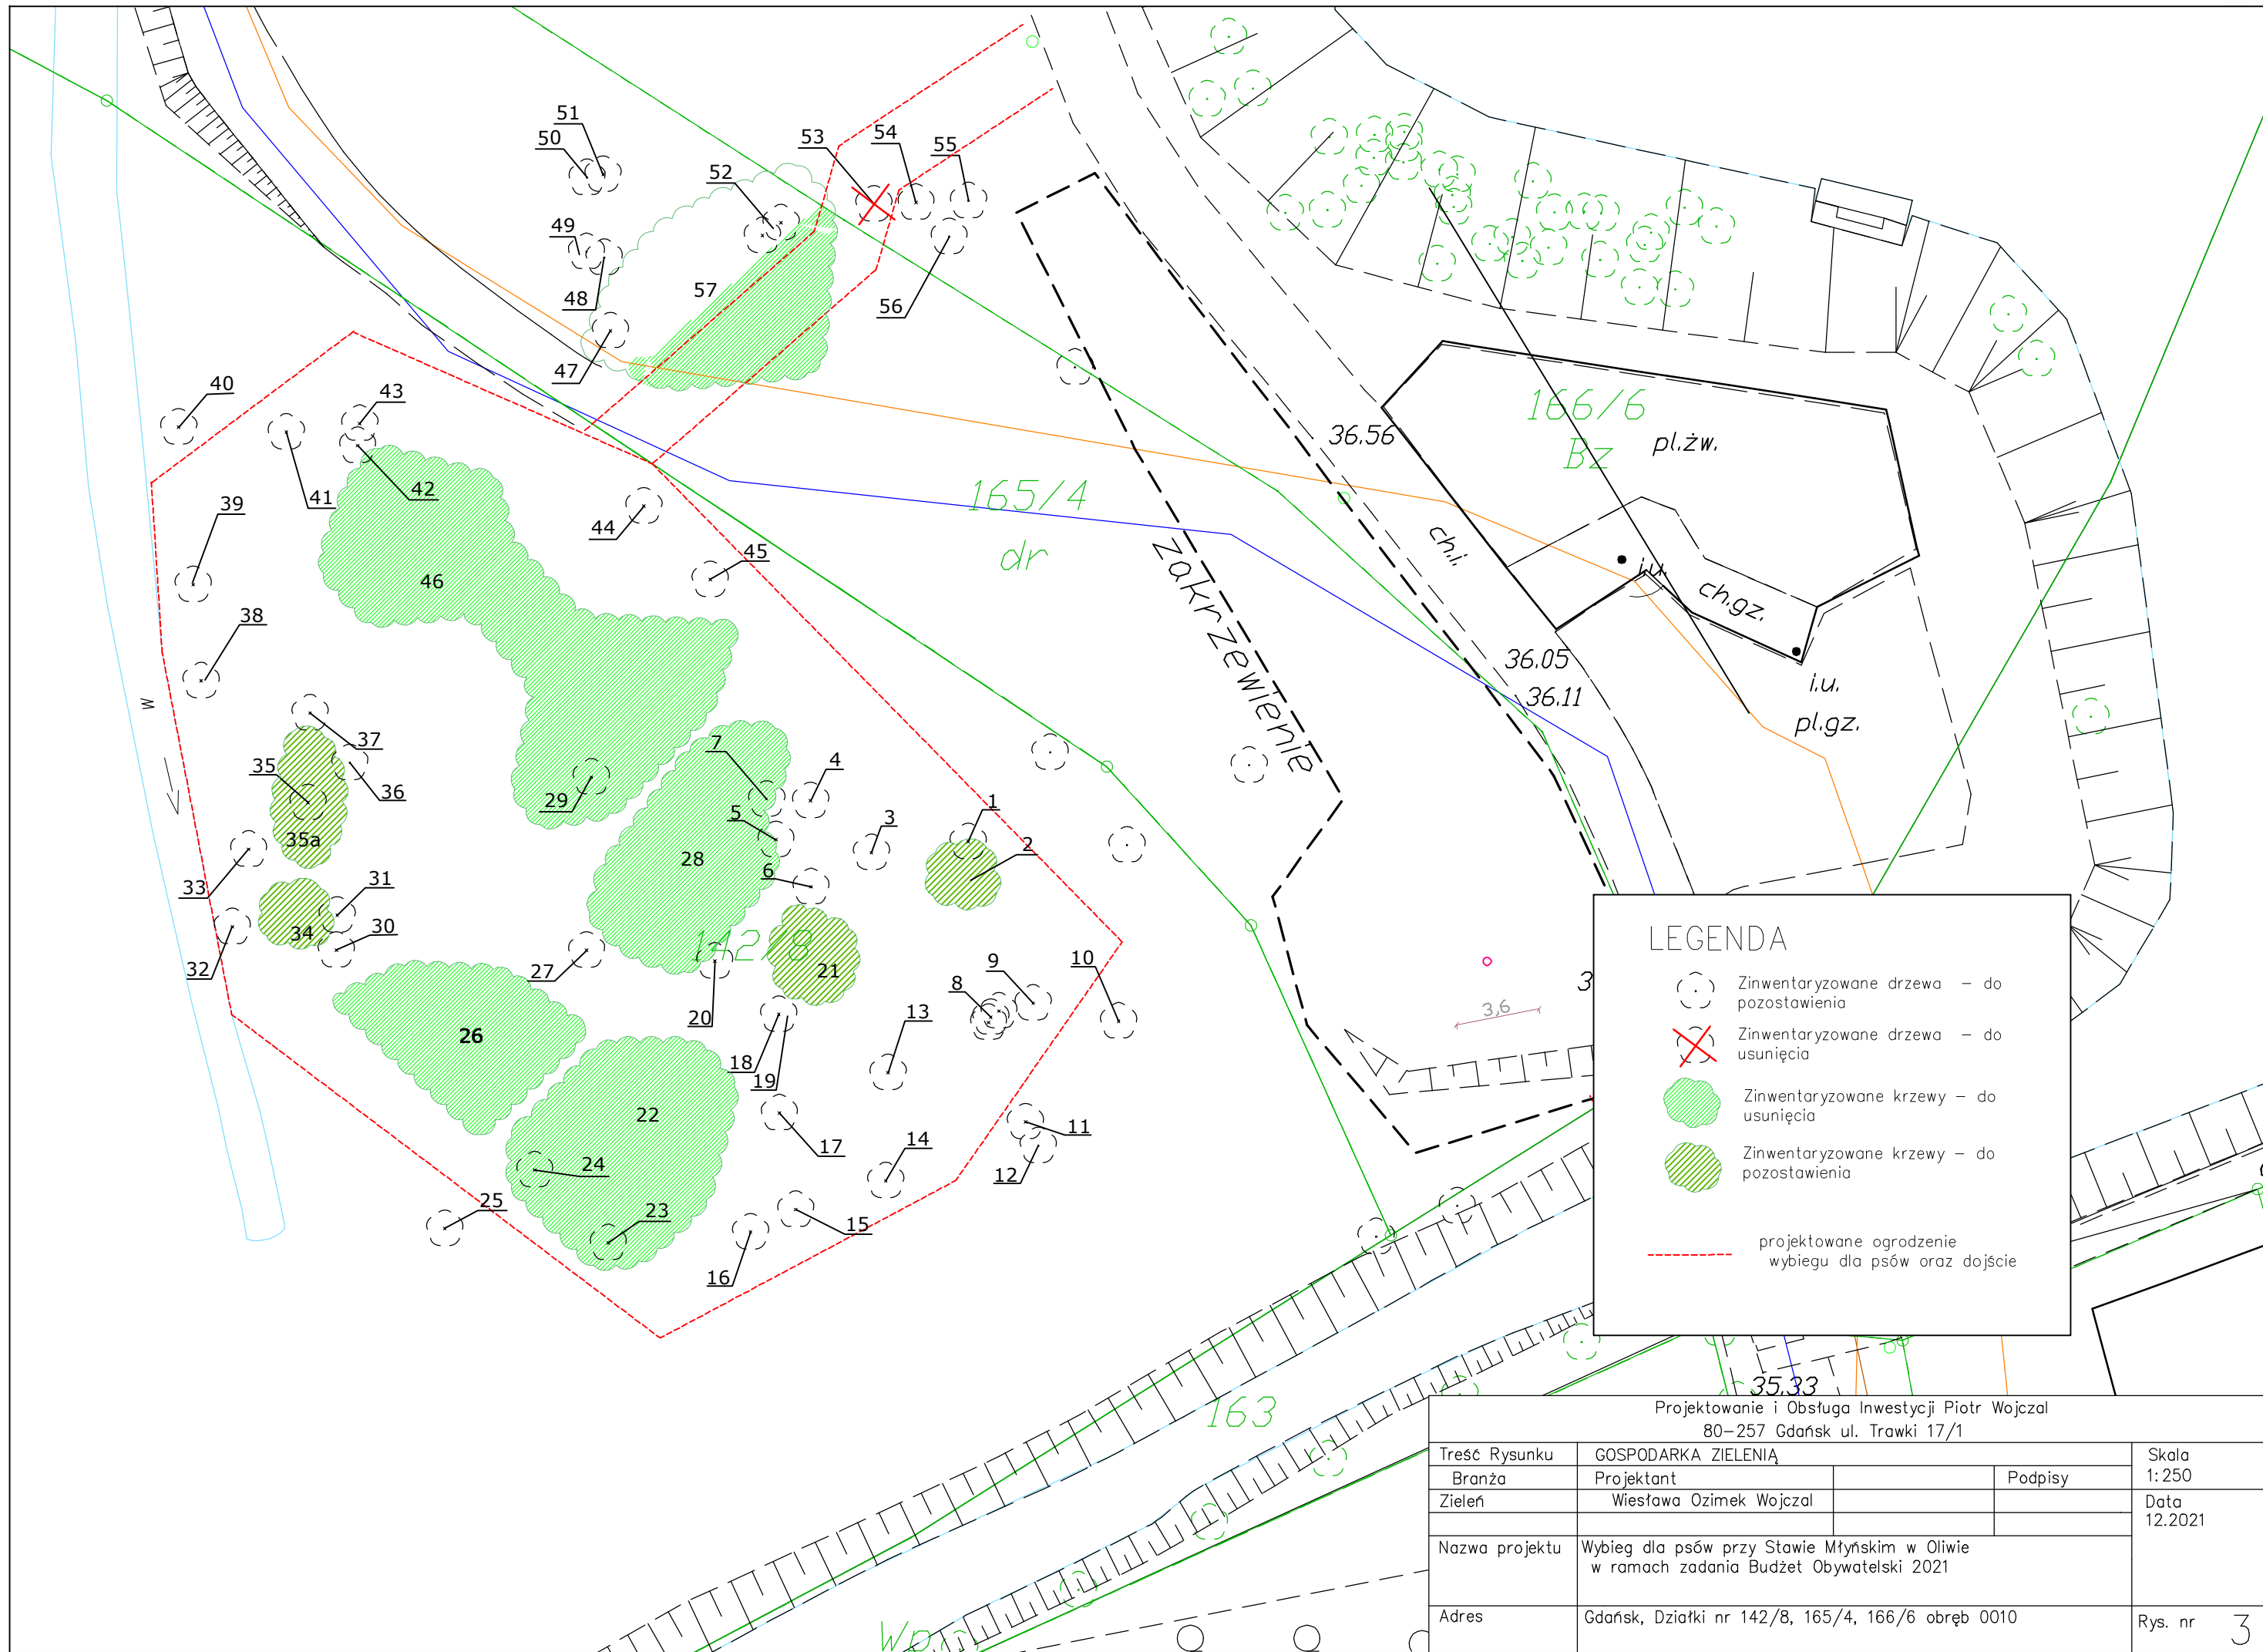 51
50
53
54
55
52
49
48
57
56
47
40
43
41
42
39
44
45
46
38
37
35
36
35a
29
7
4
5
3
1
2
28
6
33
31
34
30
32
27
142/8
21
20
9
10
8
26
18
19
13
22
17
11
12
14
24
25
23
15
16
W
165/4
dr
zakrzewienie
166/6
Bz
pl.żw.
36.56
ch.i.
i.u.
ch.gz.
36.05
36.11
i.u.
pl.gz.
3
3,6
163
Wp
35.33
LEGENDA
Zinwentaryzowane drzewa – do
pozostawienia
Zinwentaryzowane drzewa – do
usunięcia
Zinwentaryzowane krzewy – do
usunięcia
Zinwentaryzowane krzewy – do
pozostawienia
projektowane ogrodzenie
wybiegu dla psów oraz dojście
Projektowanie i Obsługa Inwestycji Piotr Wojczal
80–257 Gdańsk ul. Trawki 17/1
Treść Rysunku GOSPODARKA ZIELENIĄ Skala
1:250
Branża Projektant Podpisy
Zieleń Wiesława Ozimek Wojczal Data
12.2021
Nazwa projektu Wybieg dla psów przy Stawie Młyńskim w Oliwie
w ramach zadania Budżet Obywatelski 2021
Adres Gdańsk, Działki nr 142/8, 165/4, 166/6 obręb 0010 Rys. nr 3